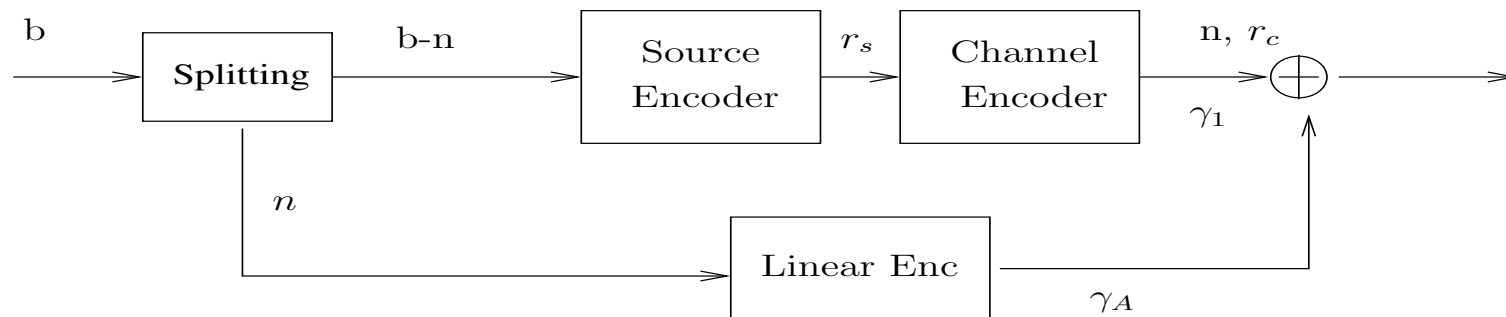 b
Splitting
b-n
Source
Encoder
r_s
Channel
Encoder
n, r_c
γ_1
n
Linear Enc
γ_A